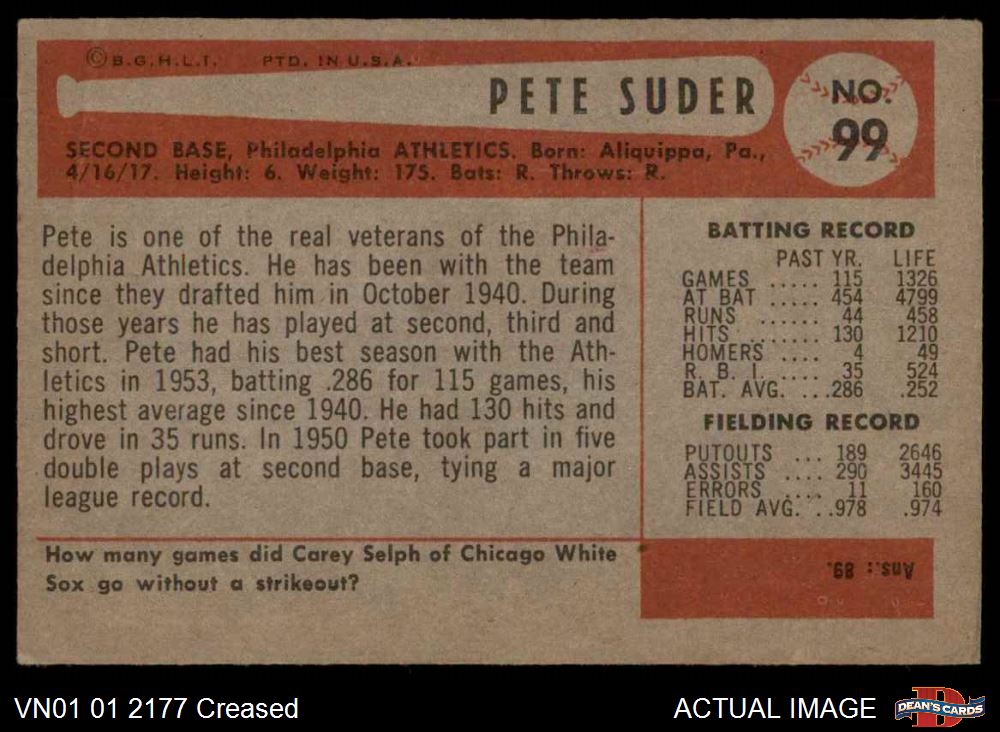 © B.G.H.L.I. PTD. IN U.S.A.
PETE SUDER
NO.
99
SECOND BASE, Philadelphia ATHLETICS. Born: Aliquippa, Pa.,
4/16/17. Height: 6. Weight: 175. Bats: R. Throws: R.
Pete is one of the real veterans of the Phila-
delphia Athletics. He has been with the team
since they drafted him in October 1940. During
those years he has played at second, third and
short. Pete had his best season with the Ath-
letics in 1953, batting .286 for 115 games, his
highest average since 1940. He had 130 hits and
drove in 35 runs. In 1950 Pete took part in five
double plays at second base, tying a major
league record.
BATTING RECORD
PAST YR. LIFE
GAMES ..... 115 1326
AT BAT ..... 454 4799
RUNS ...... 44 458
HITS ....... 130 1210
HOMERS .... 4 49
R. B. I. .... 35 524
BAT. AVG. ...286 .252
FIELDING RECORD
PUTOUTS ... 189 2646
ASSISTS .... 290 3445
ERRORS .... 11 160
FIELD AVG. ..978 .974
How many games did Carey Selph of Chicago White
Sox go without a strikeout?
Ans.: 89.
VN01 01 2177 Creased
ACTUAL IMAGE
DEAN'S CARDS